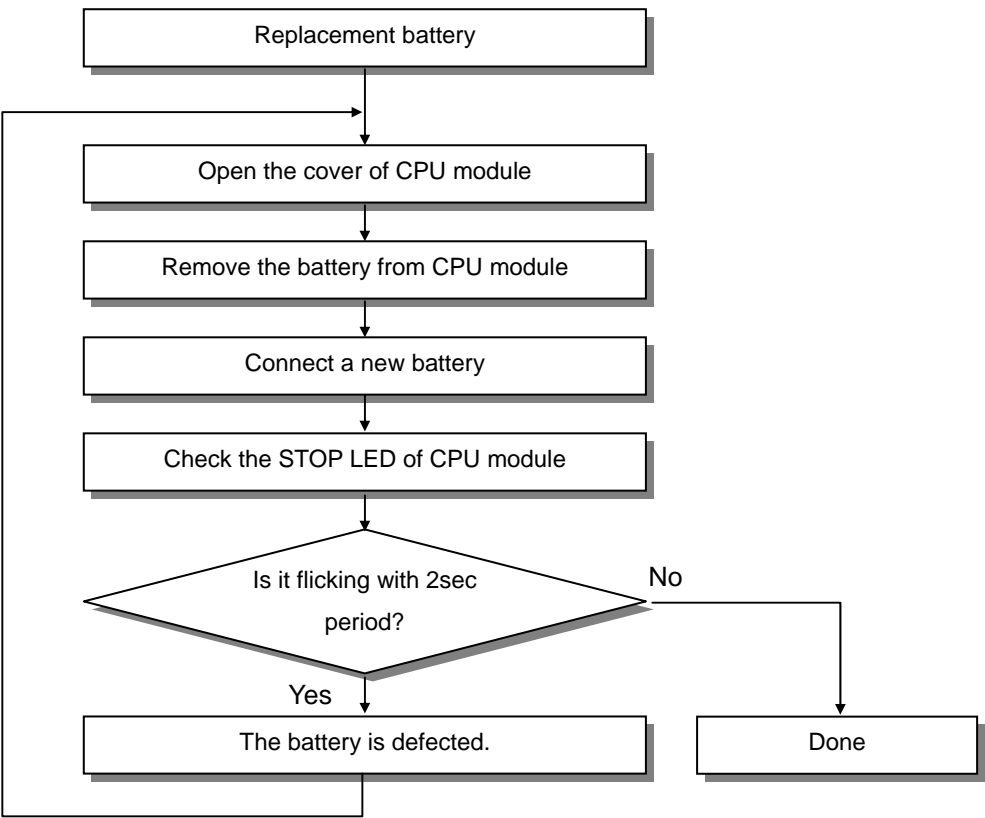 Replacement battery
Open the cover of CPU module
Remove the battery from CPU module
Connect a new battery
Check the STOP LED of CPU module
Is it flicking with 2sec
period?
No
Yes
The battery is defected.
Done